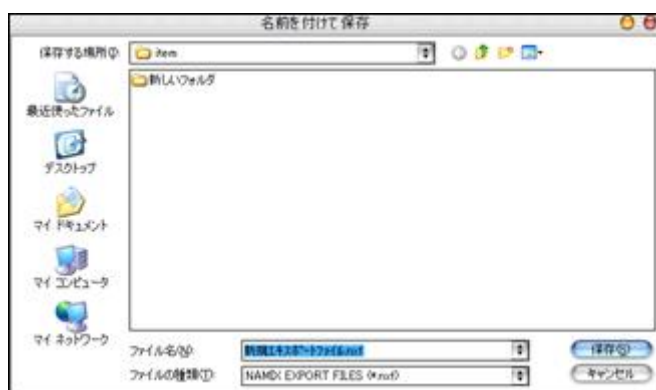 名前を付けて保存
保存する場所(I):
item
新しいフォルダ
最近使ったファイル
デスクトップ
マイ ドキュメント
マイ コンピュータ
マイ ネットワーク
ファイル名(N):
新規エキスポートファイル.nxf
保存(S)
ファイルの種類(T):
EXPORT FILES
キャンセル